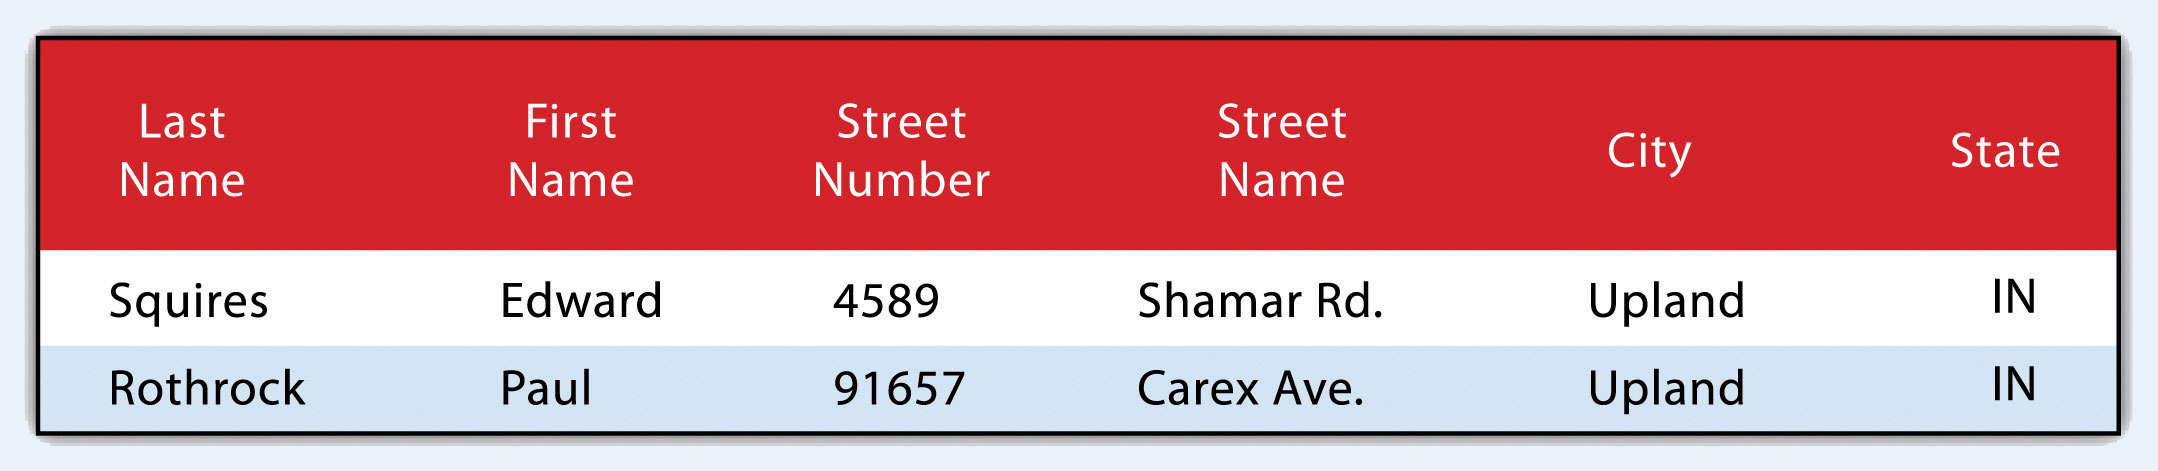 Last Name First Name Street Number Street Name City State
Squires Edward 4589 Shamar Rd. Upland IN
Rothrock Paul 91657 Carex Ave. Upland IN